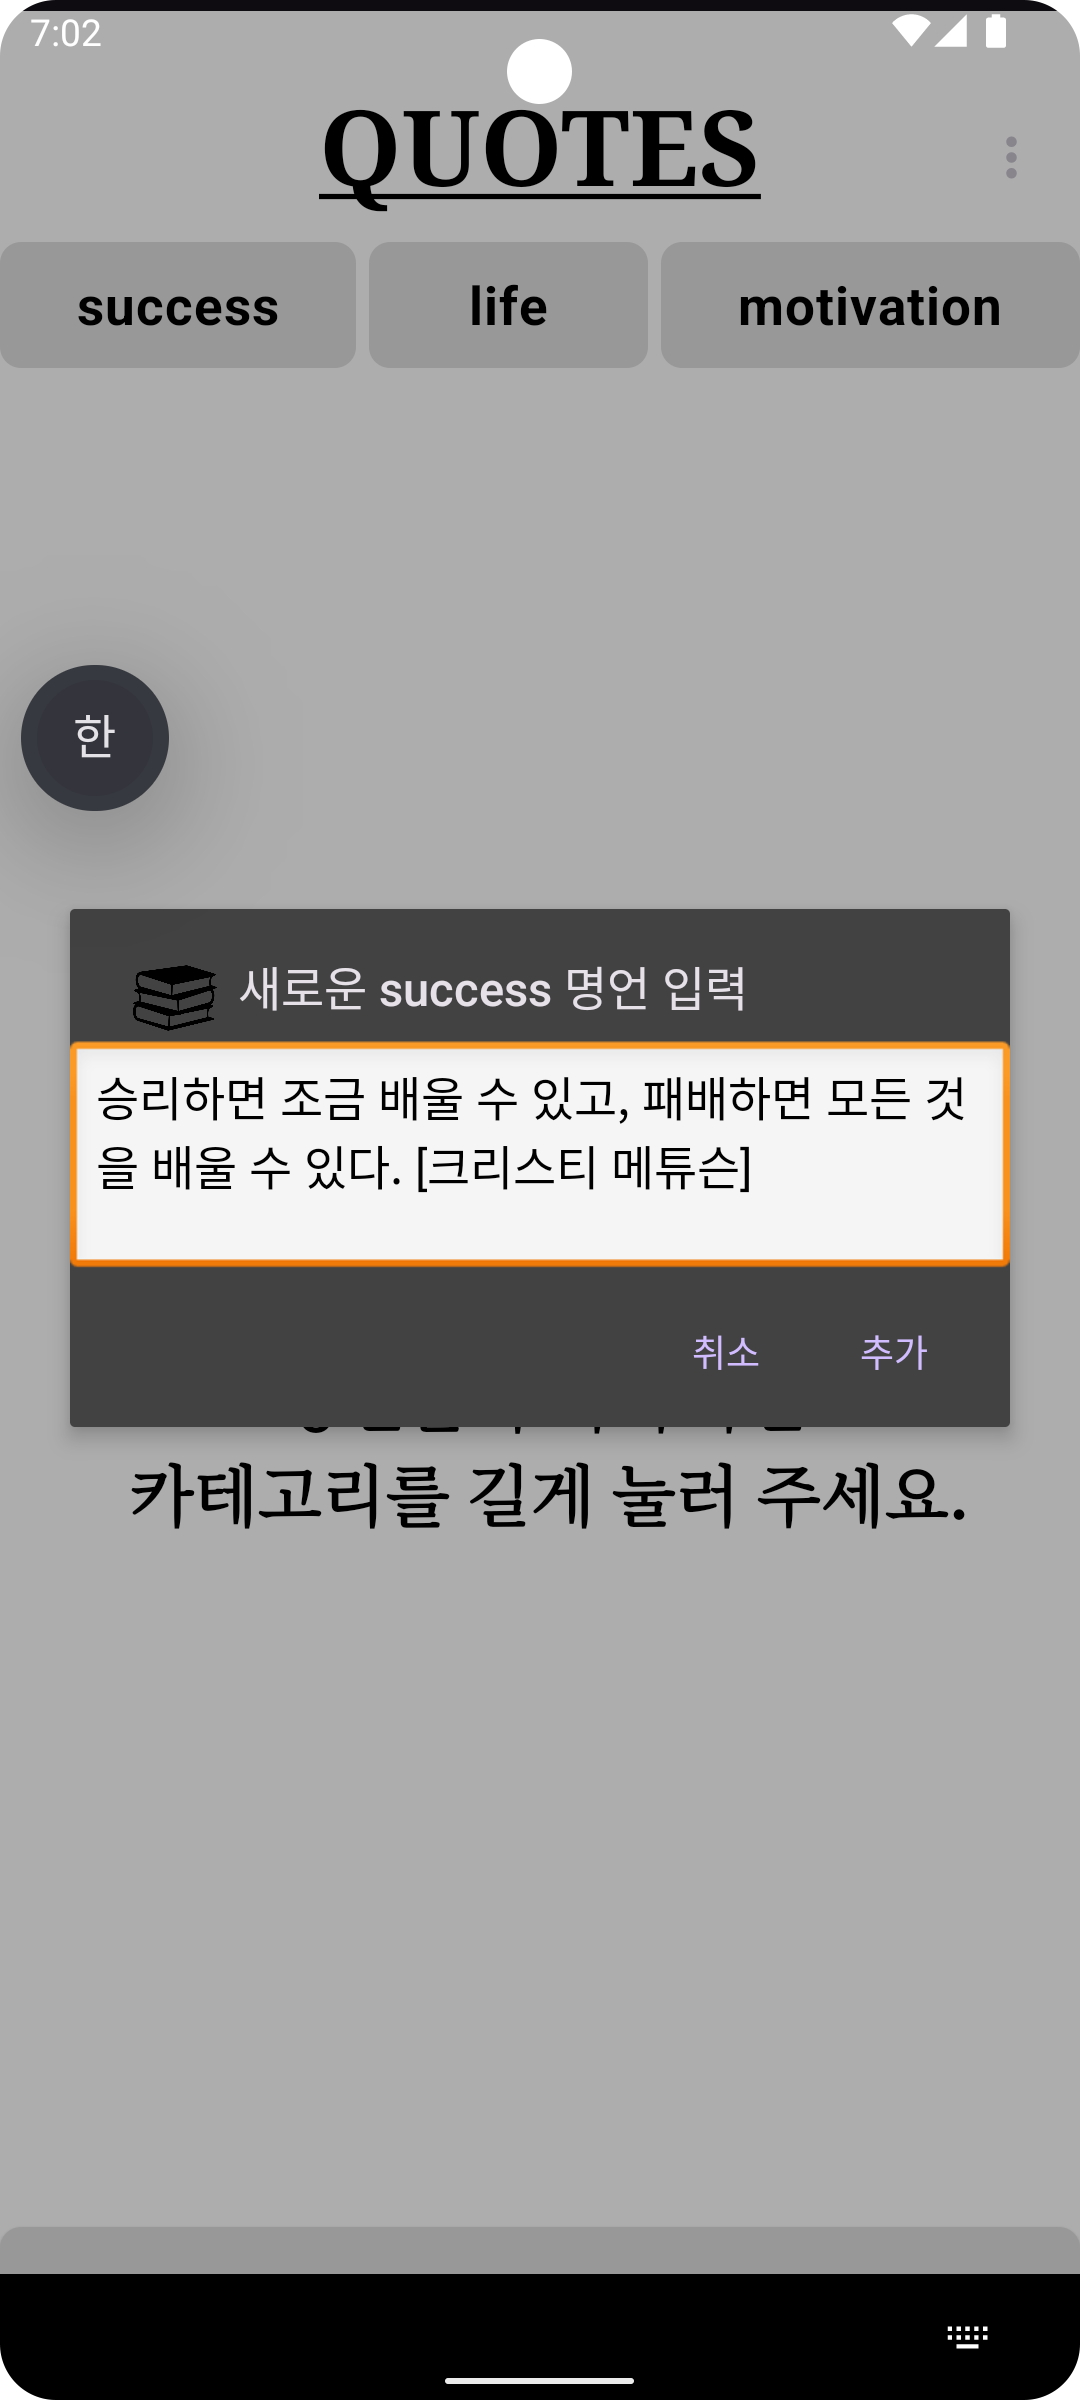 7:02
QUOTES
success life motivation
한
새로운 success 명언 입력
승리하면 조금 배울 수 있고, 패배하면 모든 것
을 배울 수 있다. [크리스티 메튜슨]
취소 추가
카테고리를 길게 눌러 주세요.